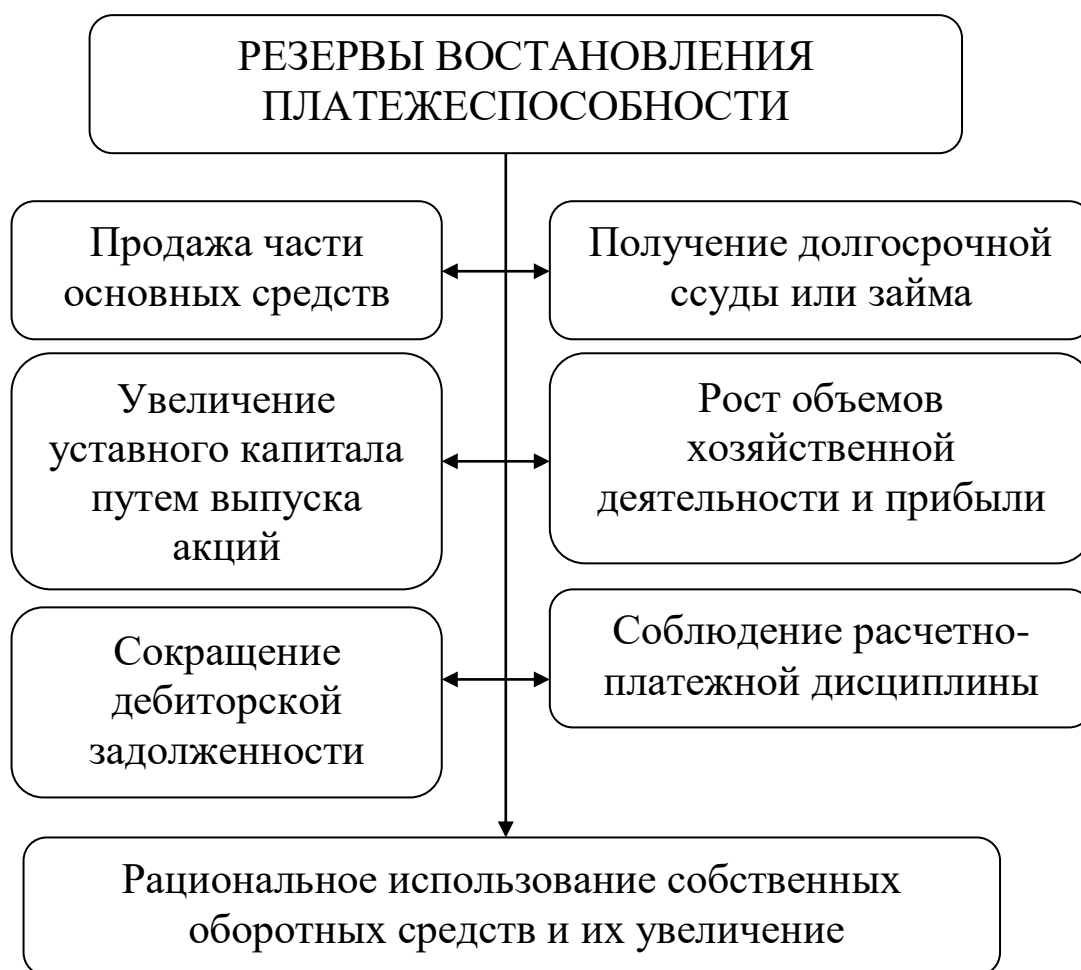 РЕЗЕРВЫ ВОСТАНОВЛЕНИЯ
ПЛАТЕЖЕСПОСОБНОСТИ
Продажа части
основных средств
Получение долгосрочной
ссуды или займа
Увеличение
уставного капитала
путем выпуска
акций
Рост объемов
хозяйственной
деятельности и прибыли
Сокращение
дебиторской
задолженности
Соблюдение расчетно-
платежной дисциплины
Рациональное использование собственных
оборотных средств и их увеличение